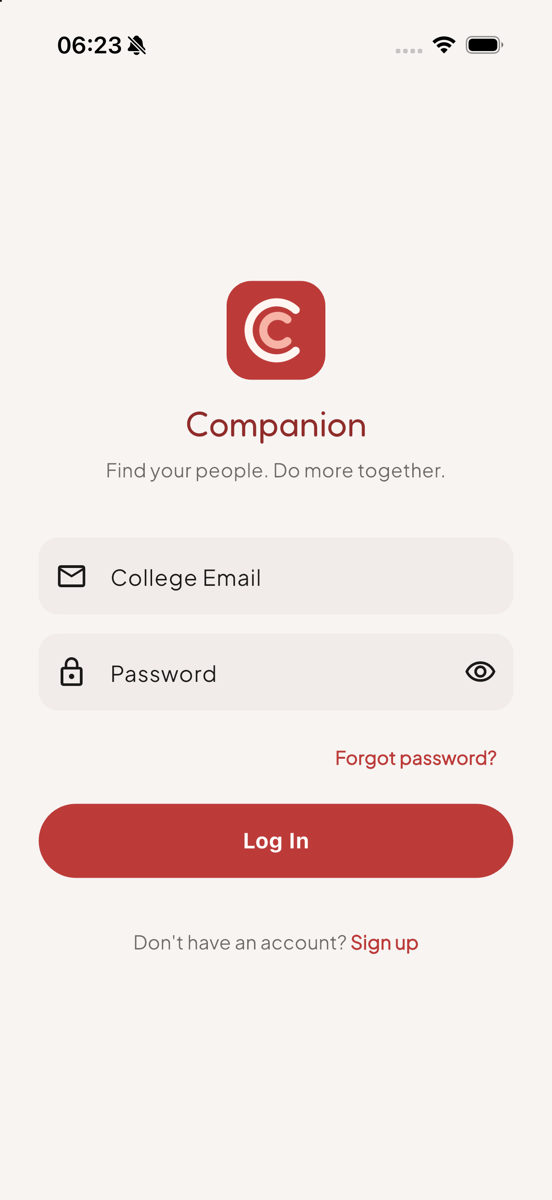 06:23
Companion
Find your people. Do more together.
College Email
Password
Forgot password?
Log In
Don't have an account? Sign up